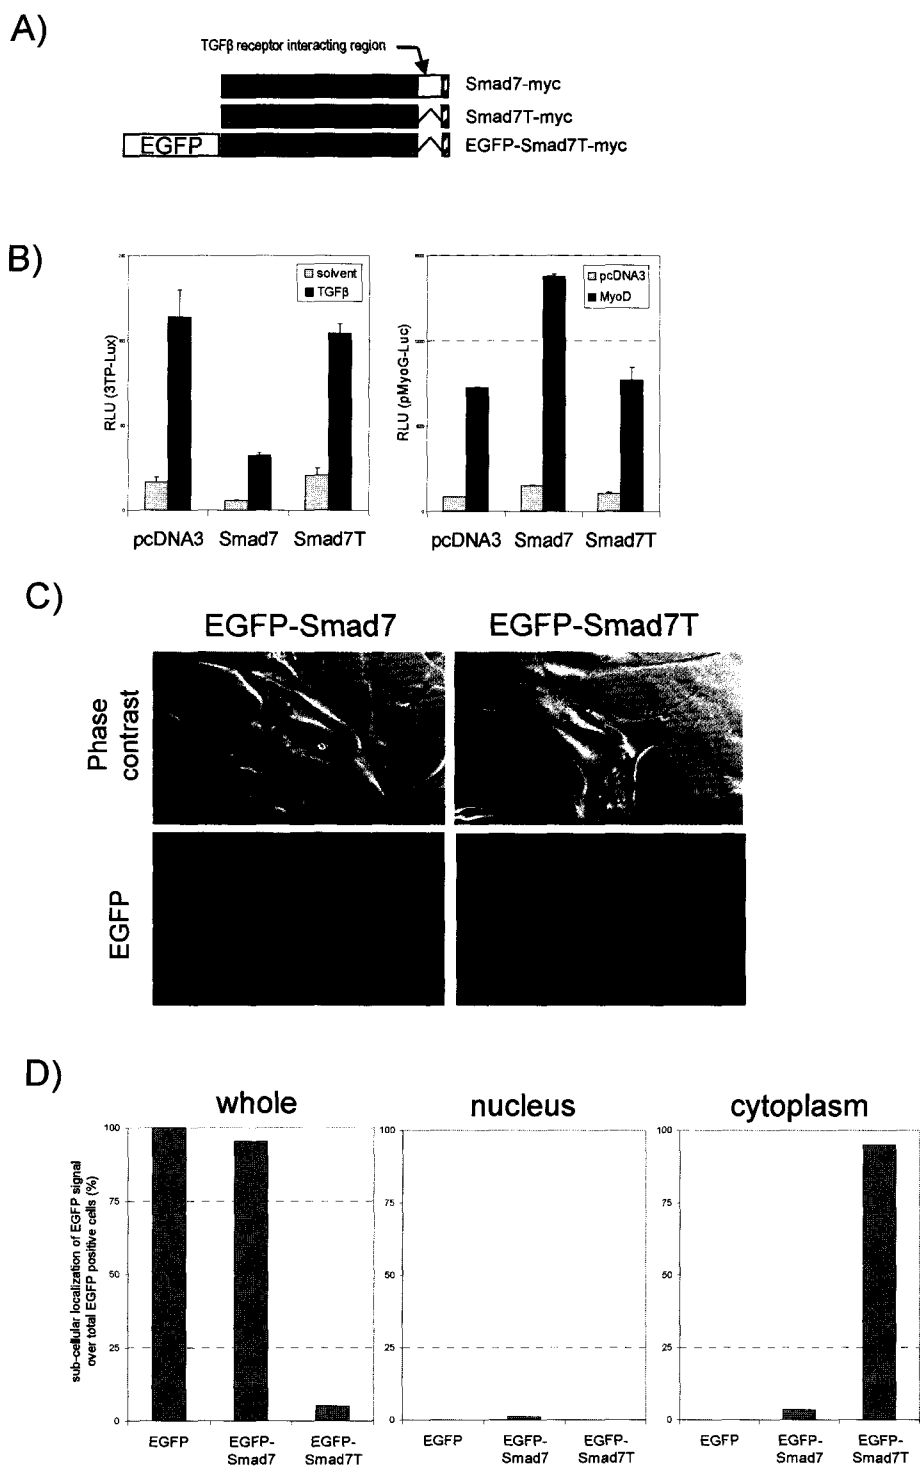 A)
TGFβ receptor interacting region
Smad7-myc
Smad7T-myc
EGFP
EGFP-Smad7T-myc
B)
RLU (3TP-Lux)
solvent
TGFβ
pcDNA3
Smad7
Smad7T
RLU (pMyoG-Luc)
pcDNA3
MyoD
pcDNA3
Smad7
Smad7T
C)
EGFP-Smad7
EGFP-Smad7T
Phase
contrast
EGFP
D)
whole
nucleus
cytoplasm
sub-cellular localization of EGFP signal
over total EGFP positive cells (%)
100
75
50
25
0
EGFP
EGFP-
Smad7
EGFP-
Smad7T
100
75
50
25
0
EGFP
EGFP-
Smad7
EGFP-
Smad7T
100
75
50
25
0
EGFP
EGFP-
Smad7
EGFP-
Smad7T